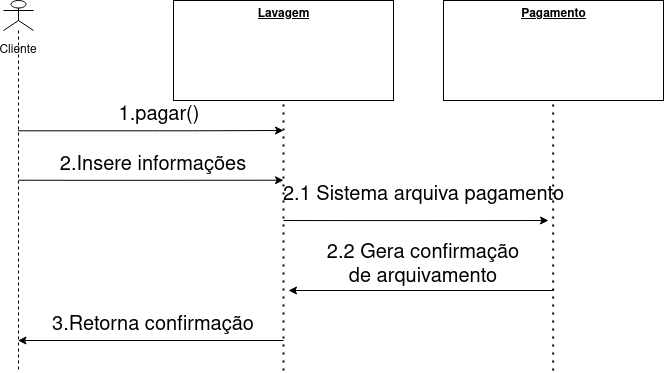 Lavagem
Pagamento
Cliente
1.pagar()
2.Insere informações
2.1 Sistema arquiva pagamento
2.2 Gera confirmação
de arquivamento
3.Retorna confirmação